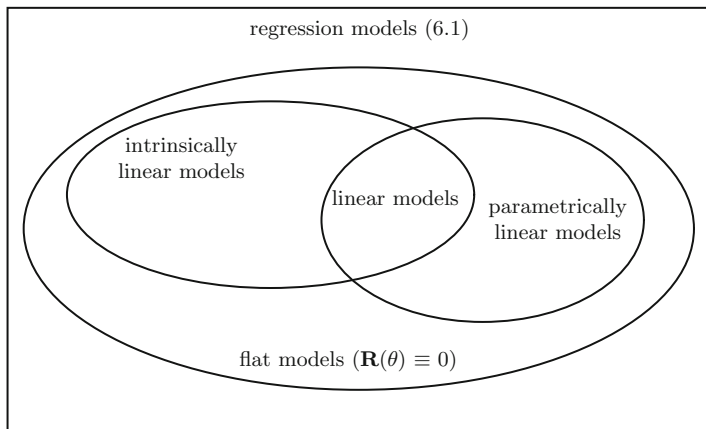 regression models (6.1)
intrinsically
linear models
linear models
parametrically
linear models
flat models (R(θ) ≡ 0)